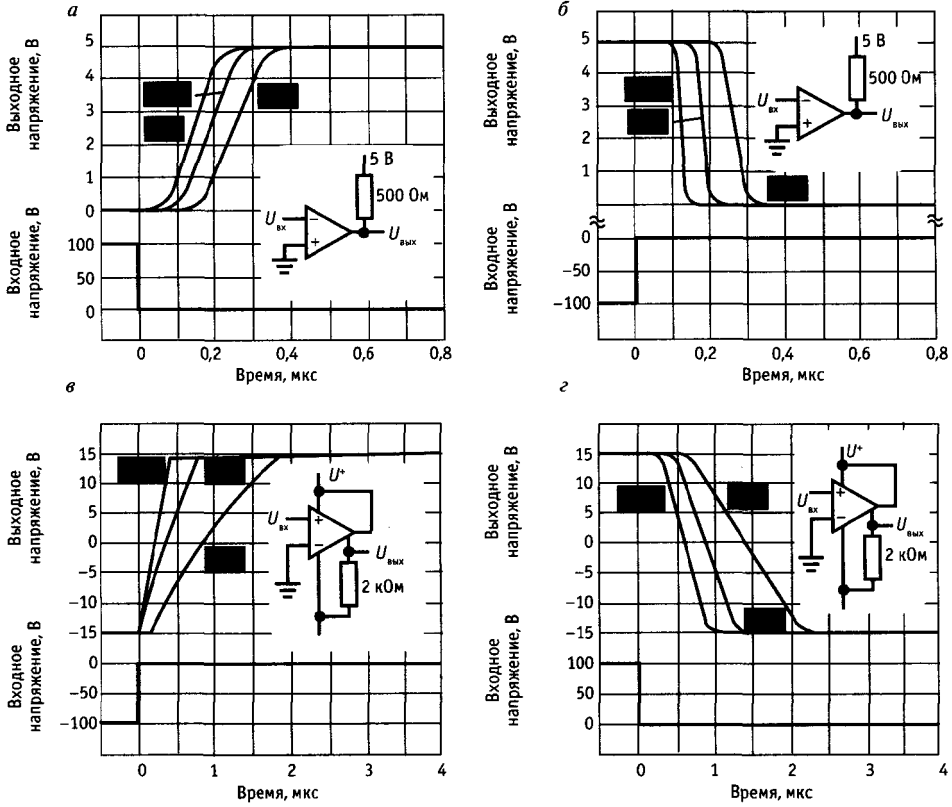 а
Выходное
напряжение, В
5
4
3
2
1
0
5 В
500 Ом
Uвх
−
+
Uвых
Входное
напряжение, В
100
50
0
0
0,2
0,4
0,6
0,8
Время, мкс
б
Выходное
напряжение, В
5
4
3
2
1
5 В
500 Ом
Uвх
−
+
Uвых
≈
≈
Входное
напряжение, В
0
−50
−100
0
0,2
0,4
0,6
0,8
Время, мкс
в
Выходное
напряжение, В
15
10
5
0
−5
−10
−15
U+
Uвх
+
−
Uвых
2 кОм
Входное
напряжение, В
0
−50
−100
0
1
2
3
4
Время, мкс
г
Выходное
напряжение, В
15
10
5
0
−5
−10
−15
U+
Uвх
+
−
Uвых
2 кОм
Входное
напряжение, В
100
50
0
0
1
2
3
4
Время, мкс